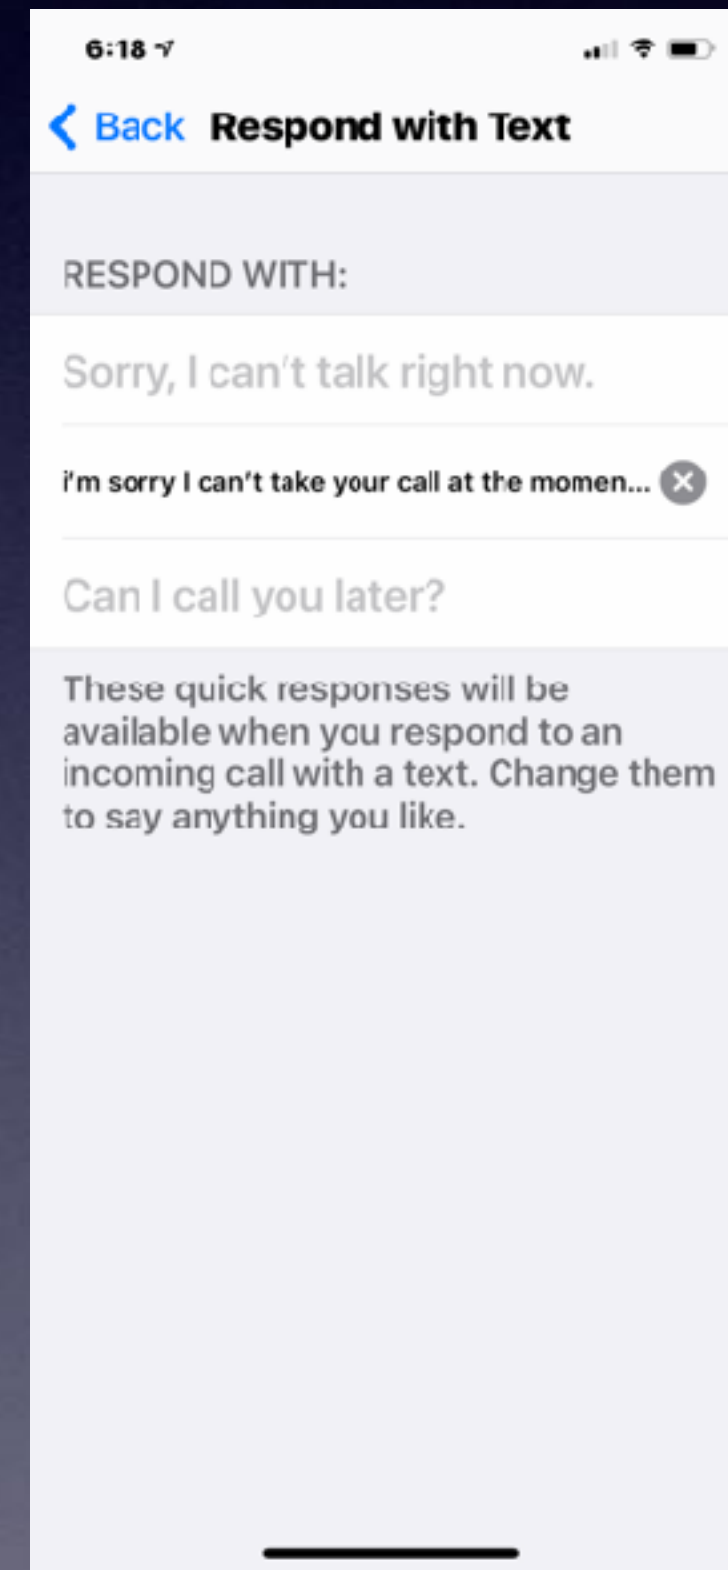 6:18
Back Respond with Text
RESPOND WITH:
Sorry, I can't talk right now.
i'm sorry I can't take your call at the momen...
Can I call you later?
These quick responses will be
available when you respond to an
incoming call with a text. Change them
to say anything you like.